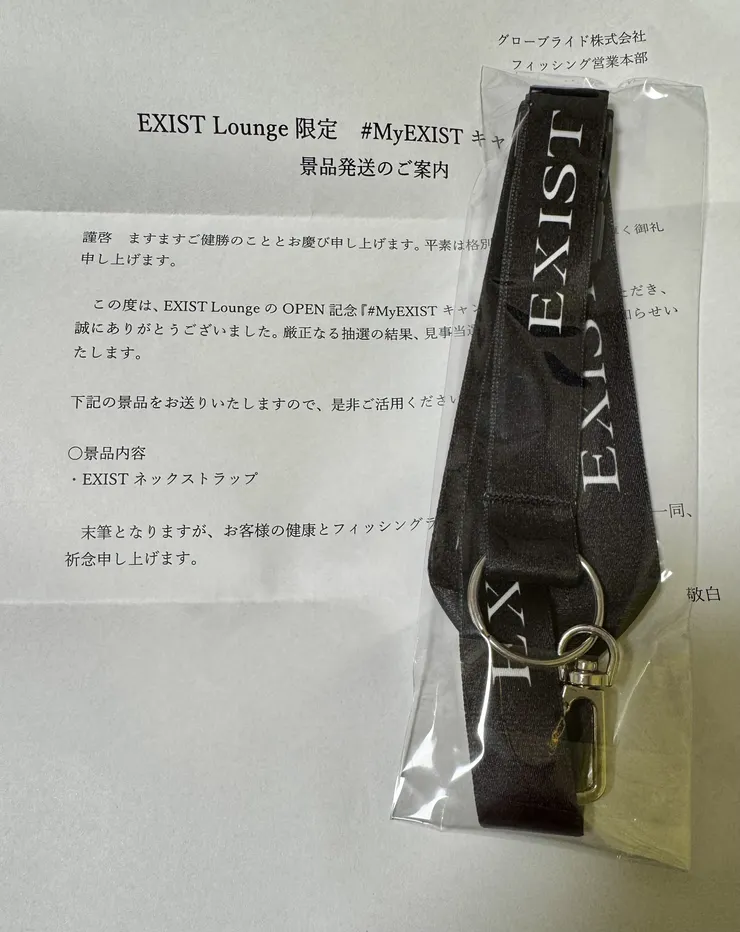 グローブライド株式会社
フィッシング営業本部
EXIST Lounge 限定　#MyEXIST キャ
景品発送のご案内
謹啓　ますますご健勝のこととお慶び申し上げます。平素は格別 く御礼
申し上げます。
この度は、EXIST Lounge の OPEN 記念『#MyEXIST キャン ただき、
誠にありがとうございました。厳正なる抽選の結果、見事当選 知らせい
たします。
下記の景品をお送りいたしますので、是非ご活用ください
〇景品内容
・EXIST ネックストラップ
末筆となりますが、お客様の健康とフィッシングラ 一同、
祈念申し上げます。
敬白
EXIST
EXIST
EX